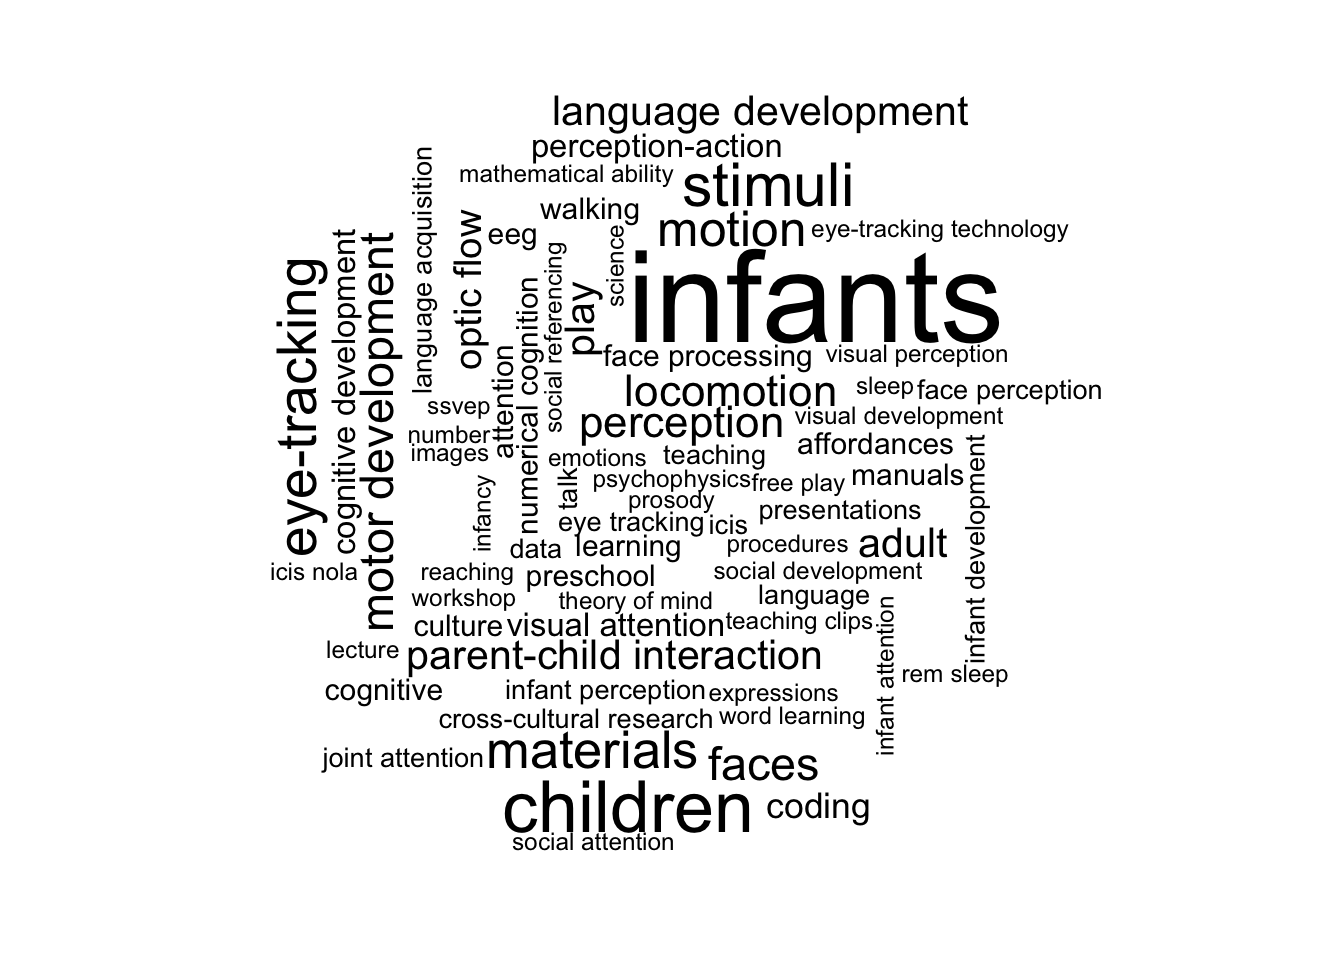 language development
perception-action
mathematical ability
stimuli
language acquisition
walking
optic flow
motion
eye-tracking technology
eeg
science
social referencing
infants
eye-tracking
cognitive development
motor development
numerical cognition
play
attention
face processing
visual perception
locomotion
sleep
face perception
ssvep
perception
visual development
number
images
affordances
emotions
teaching
infant development
talk
psychophysics
free play
manuals
infancy
prosody
presentations
eye tracking
icis
data
learning
procedures
adult
icis nola
reaching
preschool
social development
workshop
theory of mind
language
culture
visual attention
teaching clips
infant attention
lecture
parent-child interaction
rem sleep
cognitive
infant perception
expressions
cross-cultural research
word learning
joint attention
materials
faces
children
coding
social attention